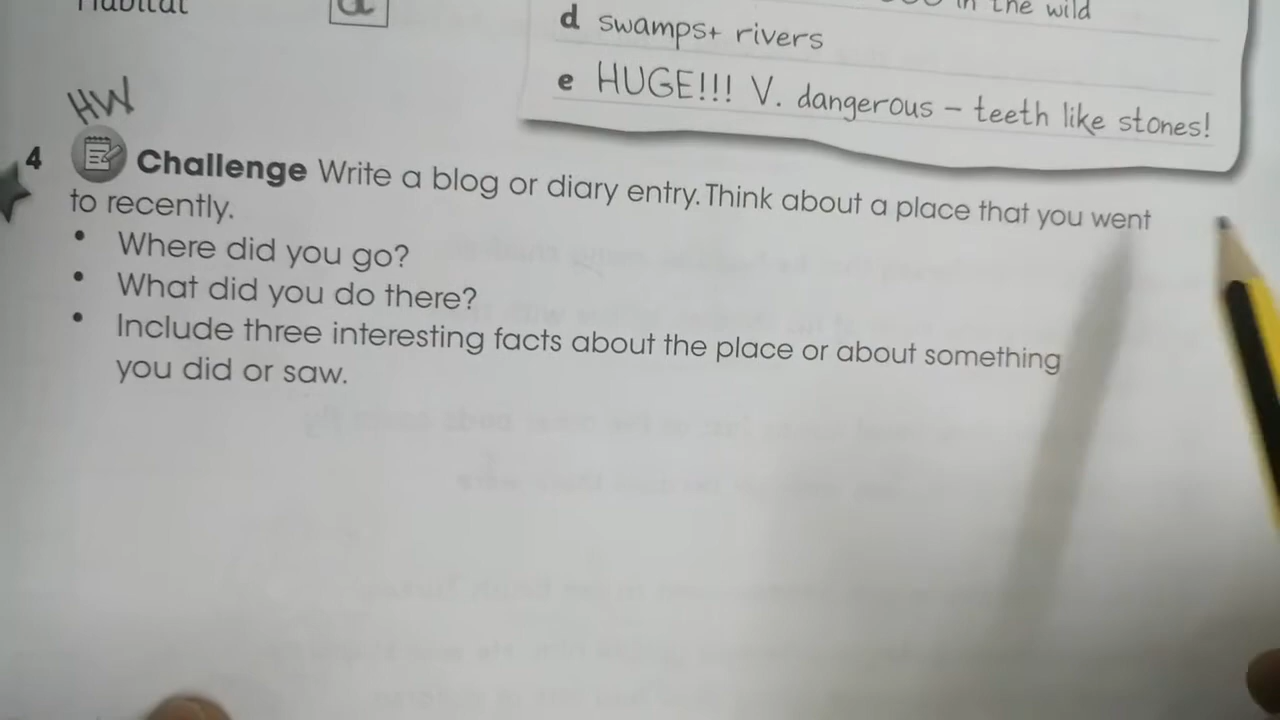 Habitat
a
in the wild
d swamps+ rivers
e HUGE!!! V. dangerous – teeth like stones!
HW
4 Challenge Write a blog or diary entry. Think about a place that you went
to recently.
• Where did you go?
• What did you do there?
• Include three interesting facts about the place or about something
you did or saw.